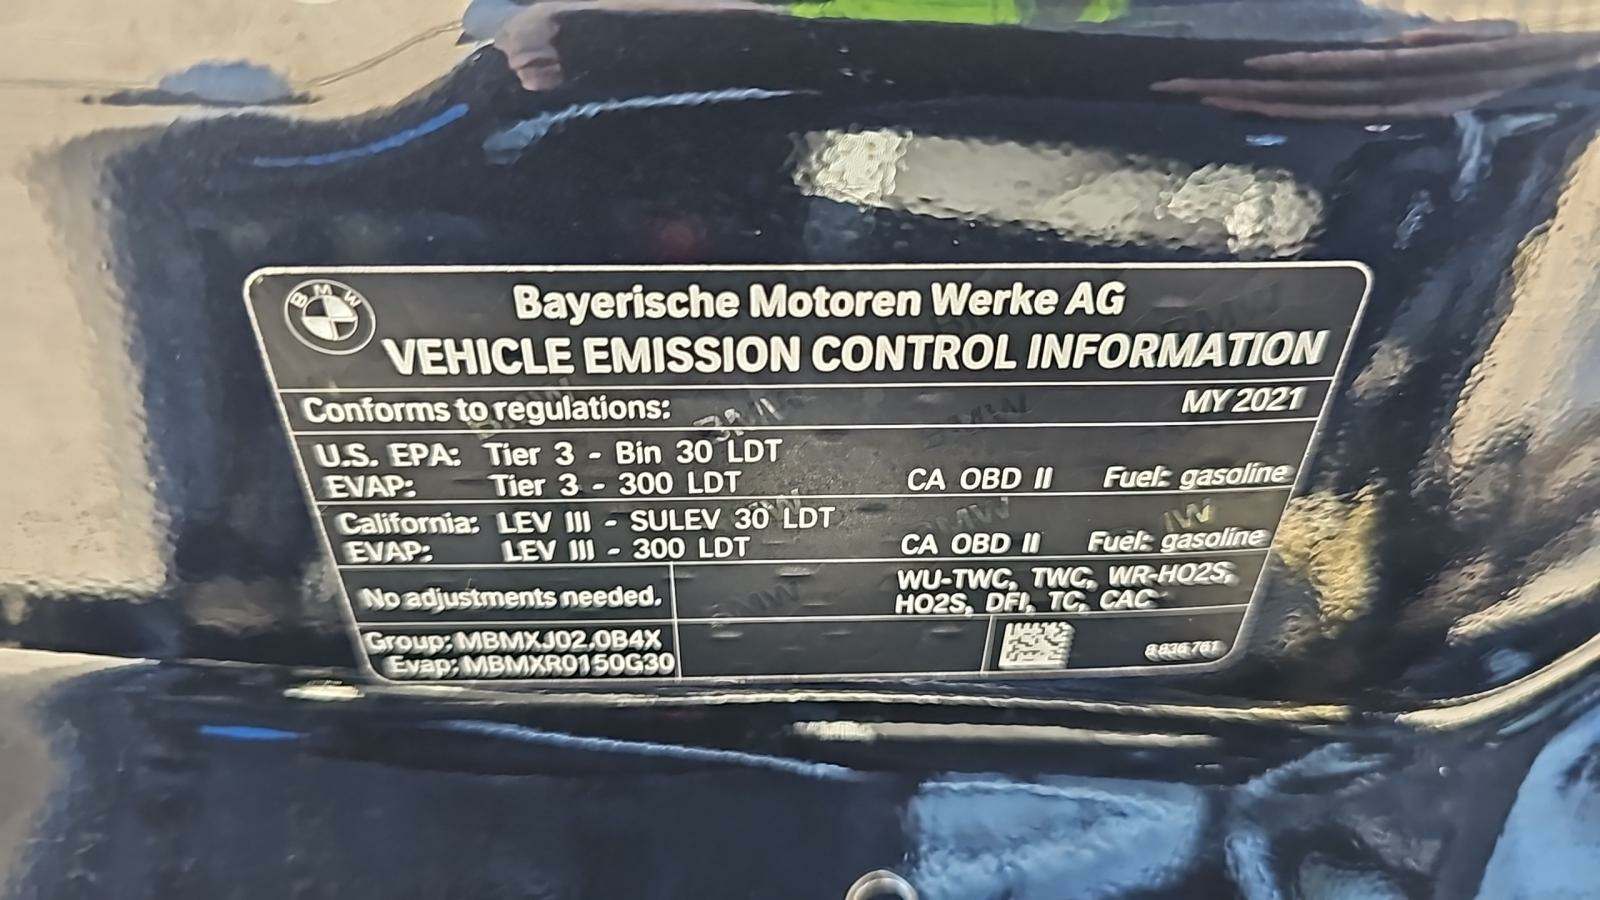 BMW
Bayerische Motoren Werke AG
VEHICLE EMISSION CONTROL INFORMATION
Conforms to regulations: MY 2021
U.S. EPA: Tier 3 - Bin 30 LDT
EVAP: Tier 3 - 300 LDT CA OBD II Fuel: gasoline
California: LEV III - SULEV 30 LDT
EVAP: LEV III - 300 LDT CA OBD II Fuel: gasoline
No adjustments needed.
WU-TWC, TWC, WR-HO2S,
HO2S, DFI, TC, CAC
Group: MBMXJ02.0B4X
Evap: MBMXR0150G30
8 836 761